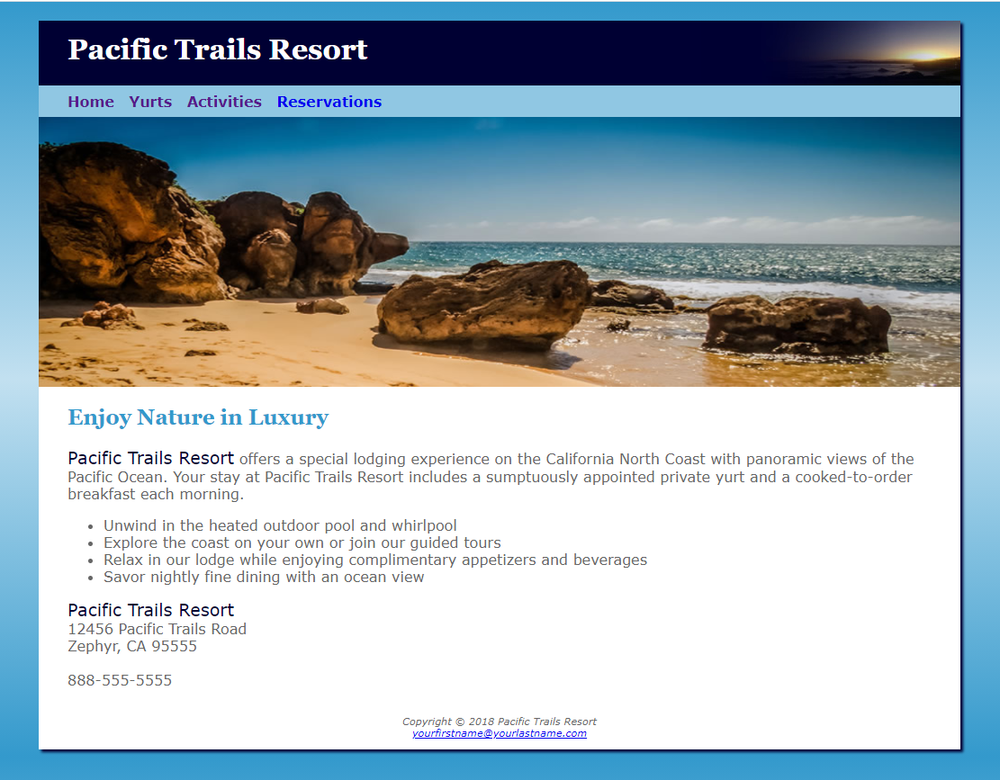 Pacific Trails Resort
Home Yurts Activities Reservations
Enjoy Nature in Luxury
Pacific Trails Resort offers a special lodging experience on the California North Coast with panoramic views of the
Pacific Ocean. Your stay at Pacific Trails Resort includes a sumptuously appointed private yurt and a cooked-to-order
breakfast each morning.
• Unwind in the heated outdoor pool and whirlpool
• Explore the coast on your own or join our guided tours
• Relax in our lodge while enjoying complimentary appetizers and beverages
• Savor nightly fine dining with an ocean view
Pacific Trails Resort
12456 Pacific Trails Road
Zephyr, CA 95555
888-555-5555
Copyright © 2018 Pacific Trails Resort
yourfirstname@yourlastname.com